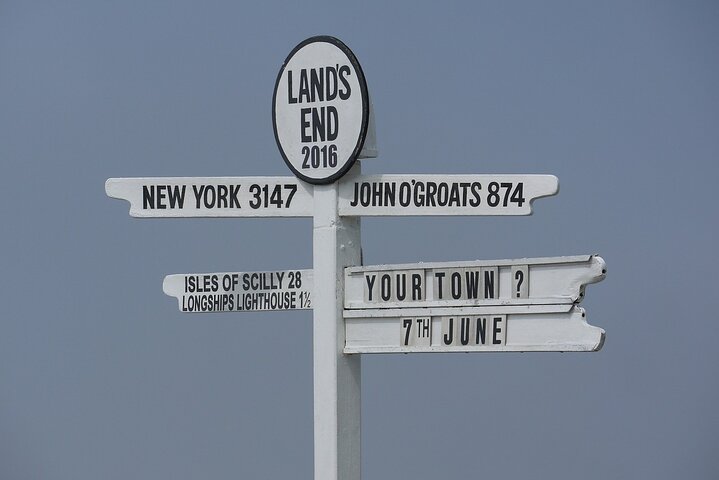 LAND'S
END
2016
NEW YORK 3147
JOHN O'GROATS 874
ISLES OF SCILLY 28
LONGSHIPS LIGHTHOUSE 1½
YOUR TOWN ?
7TH JUNE